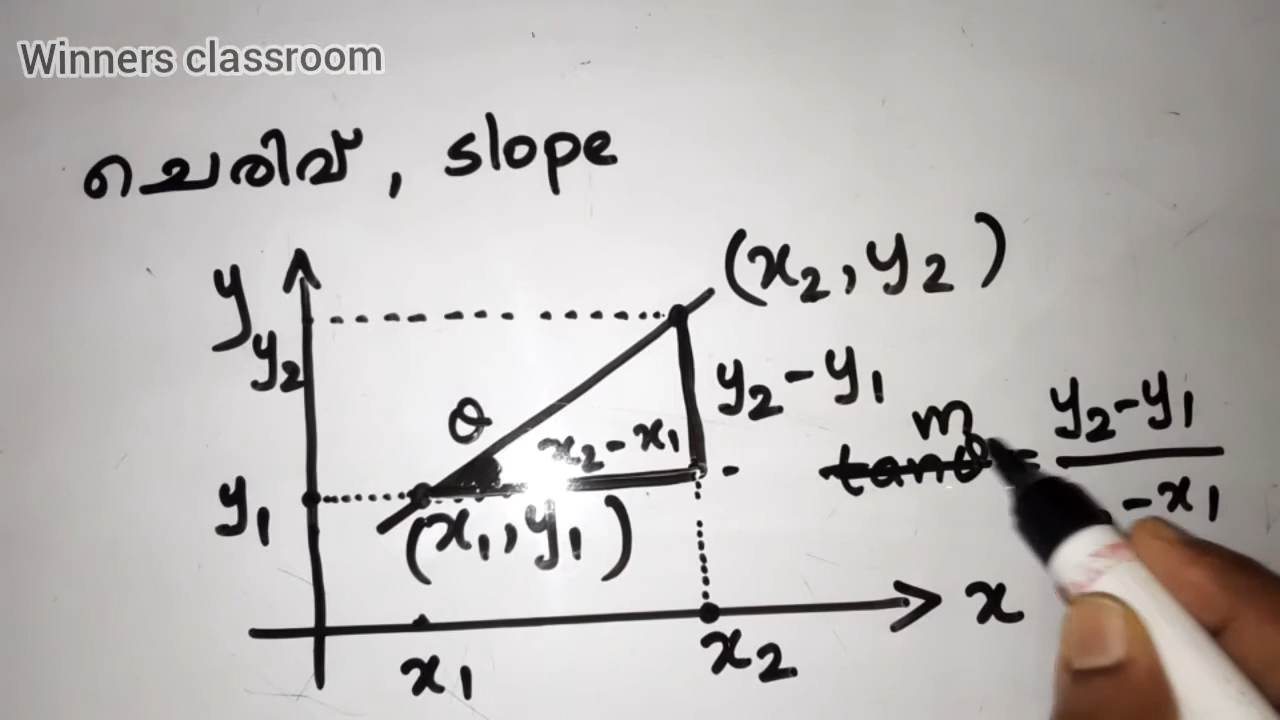 Winners classroom
ചെരിവ്, slope
y
(x₂, y₂)
y₂
y₂ - y₁
θ
x₂ - x₁
m
tanθ = y₂ - y₁
- x₁
y₁
(x₁, y₁)
x
x₁
x₂